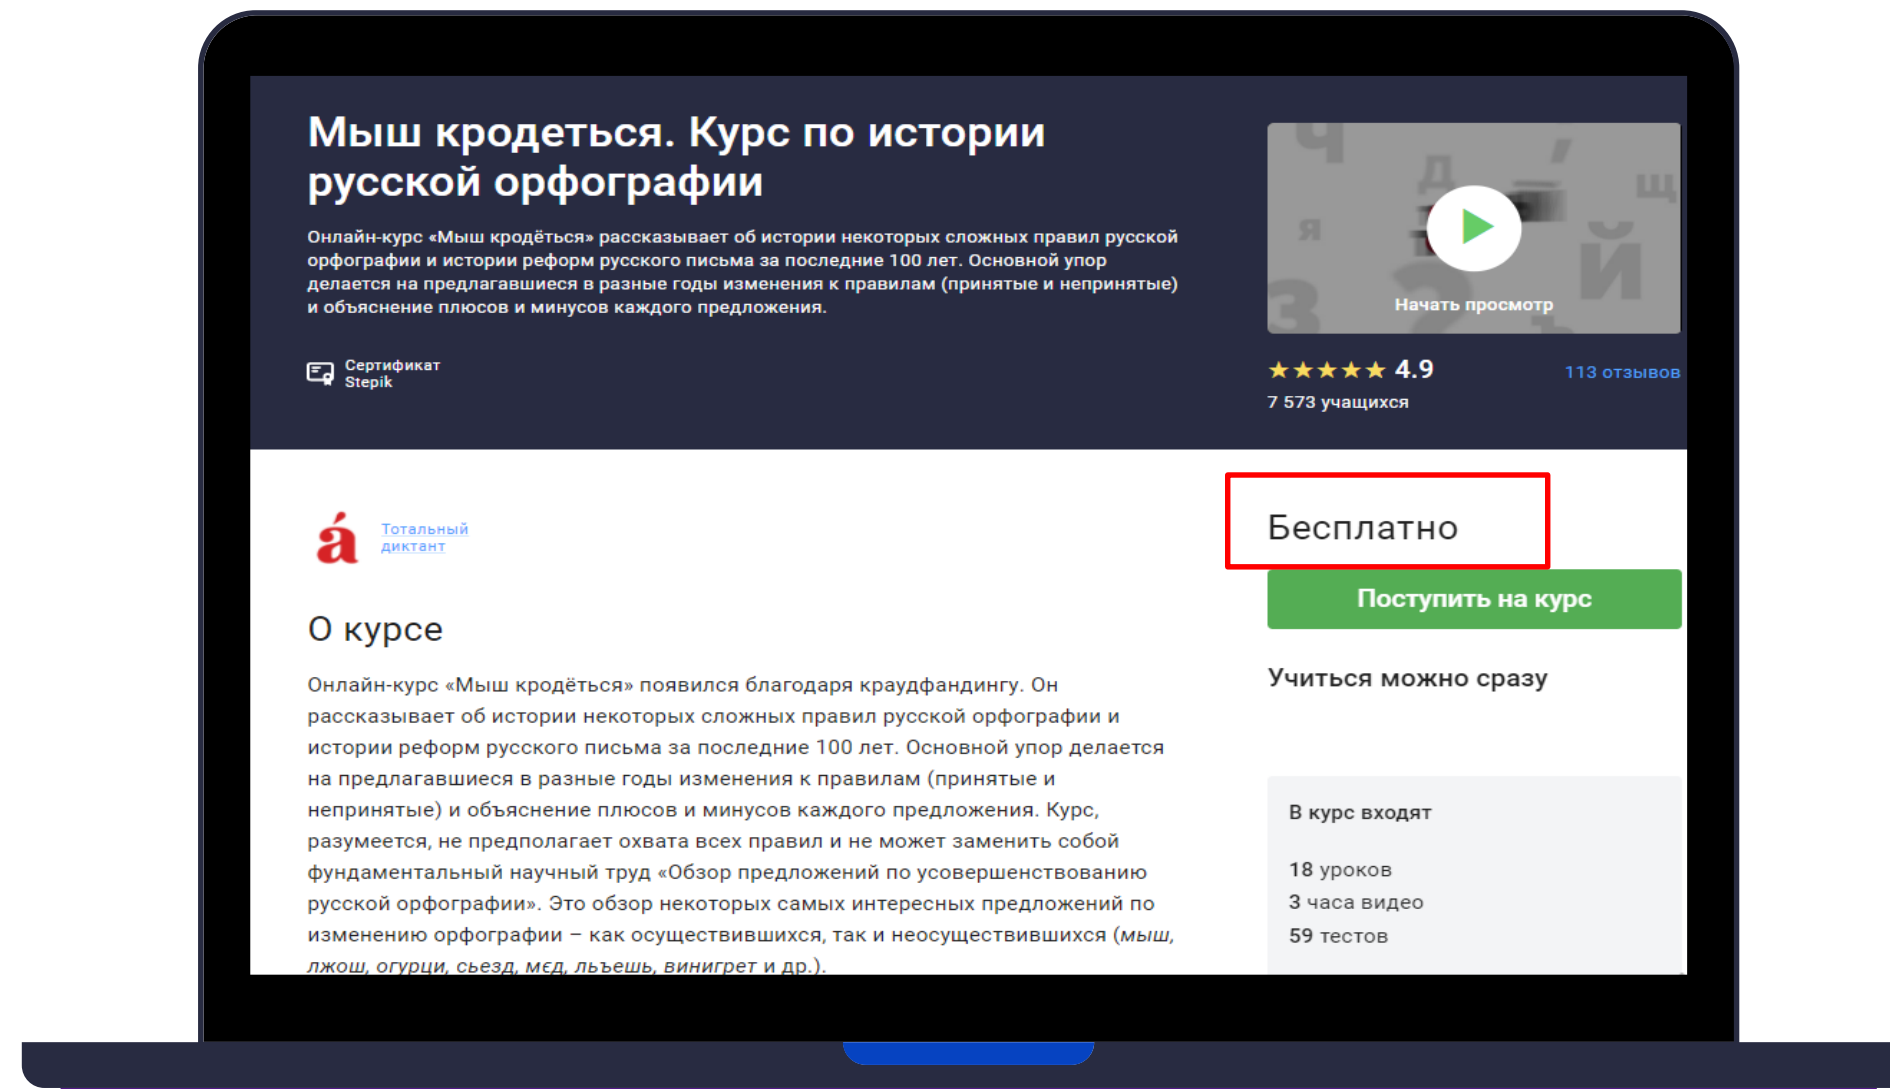 Мыш кродеться. Курс по истории
русской орфографии
Онлайн-курс «Мыш кродёться» рассказывает об истории некоторых сложных правил русской
орфографии и истории реформ русского письма за последние 100 лет. Основной упор
делается на предлагавшиеся в разные годы изменения к правилам (принятые и непринятые)
и объяснение плюсов и минусов каждого предложения.
Сертификат
Stepik
Ч
Д
,
щ
я
й
З
2
ъ
Начать просмотр
4.9
113 отзывов
7 573 учащихся
á
Тотальный
диктант
О курсе
Онлайн-курс «Мыш кродёться» появился благодаря краудфандингу. Он
рассказывает об истории некоторых сложных правил русской орфографии и
истории реформ русского письма за последние 100 лет. Основной упор делается
на предлагавшиеся в разные годы изменения к правилам (принятые и
непринятые) и объяснение плюсов и минусов каждого предложения. Курс,
разумеется, не предполагает охвата всех правил и не может заменить собой
фундаментальный научный труд «Обзор предложений по усовершенствованию
русской орфографии». Это обзор некоторых самых интересных предложений по
изменению орфографии – как осуществившихся, так и неосуществившихся (мыш,
лжош, огурци, сьезд, мєд, льъешь, винигрет и др.).
Бесплатно
Поступить на курс
Учиться можно сразу
В курс входят
18 уроков
3 часа видео
59 тестов